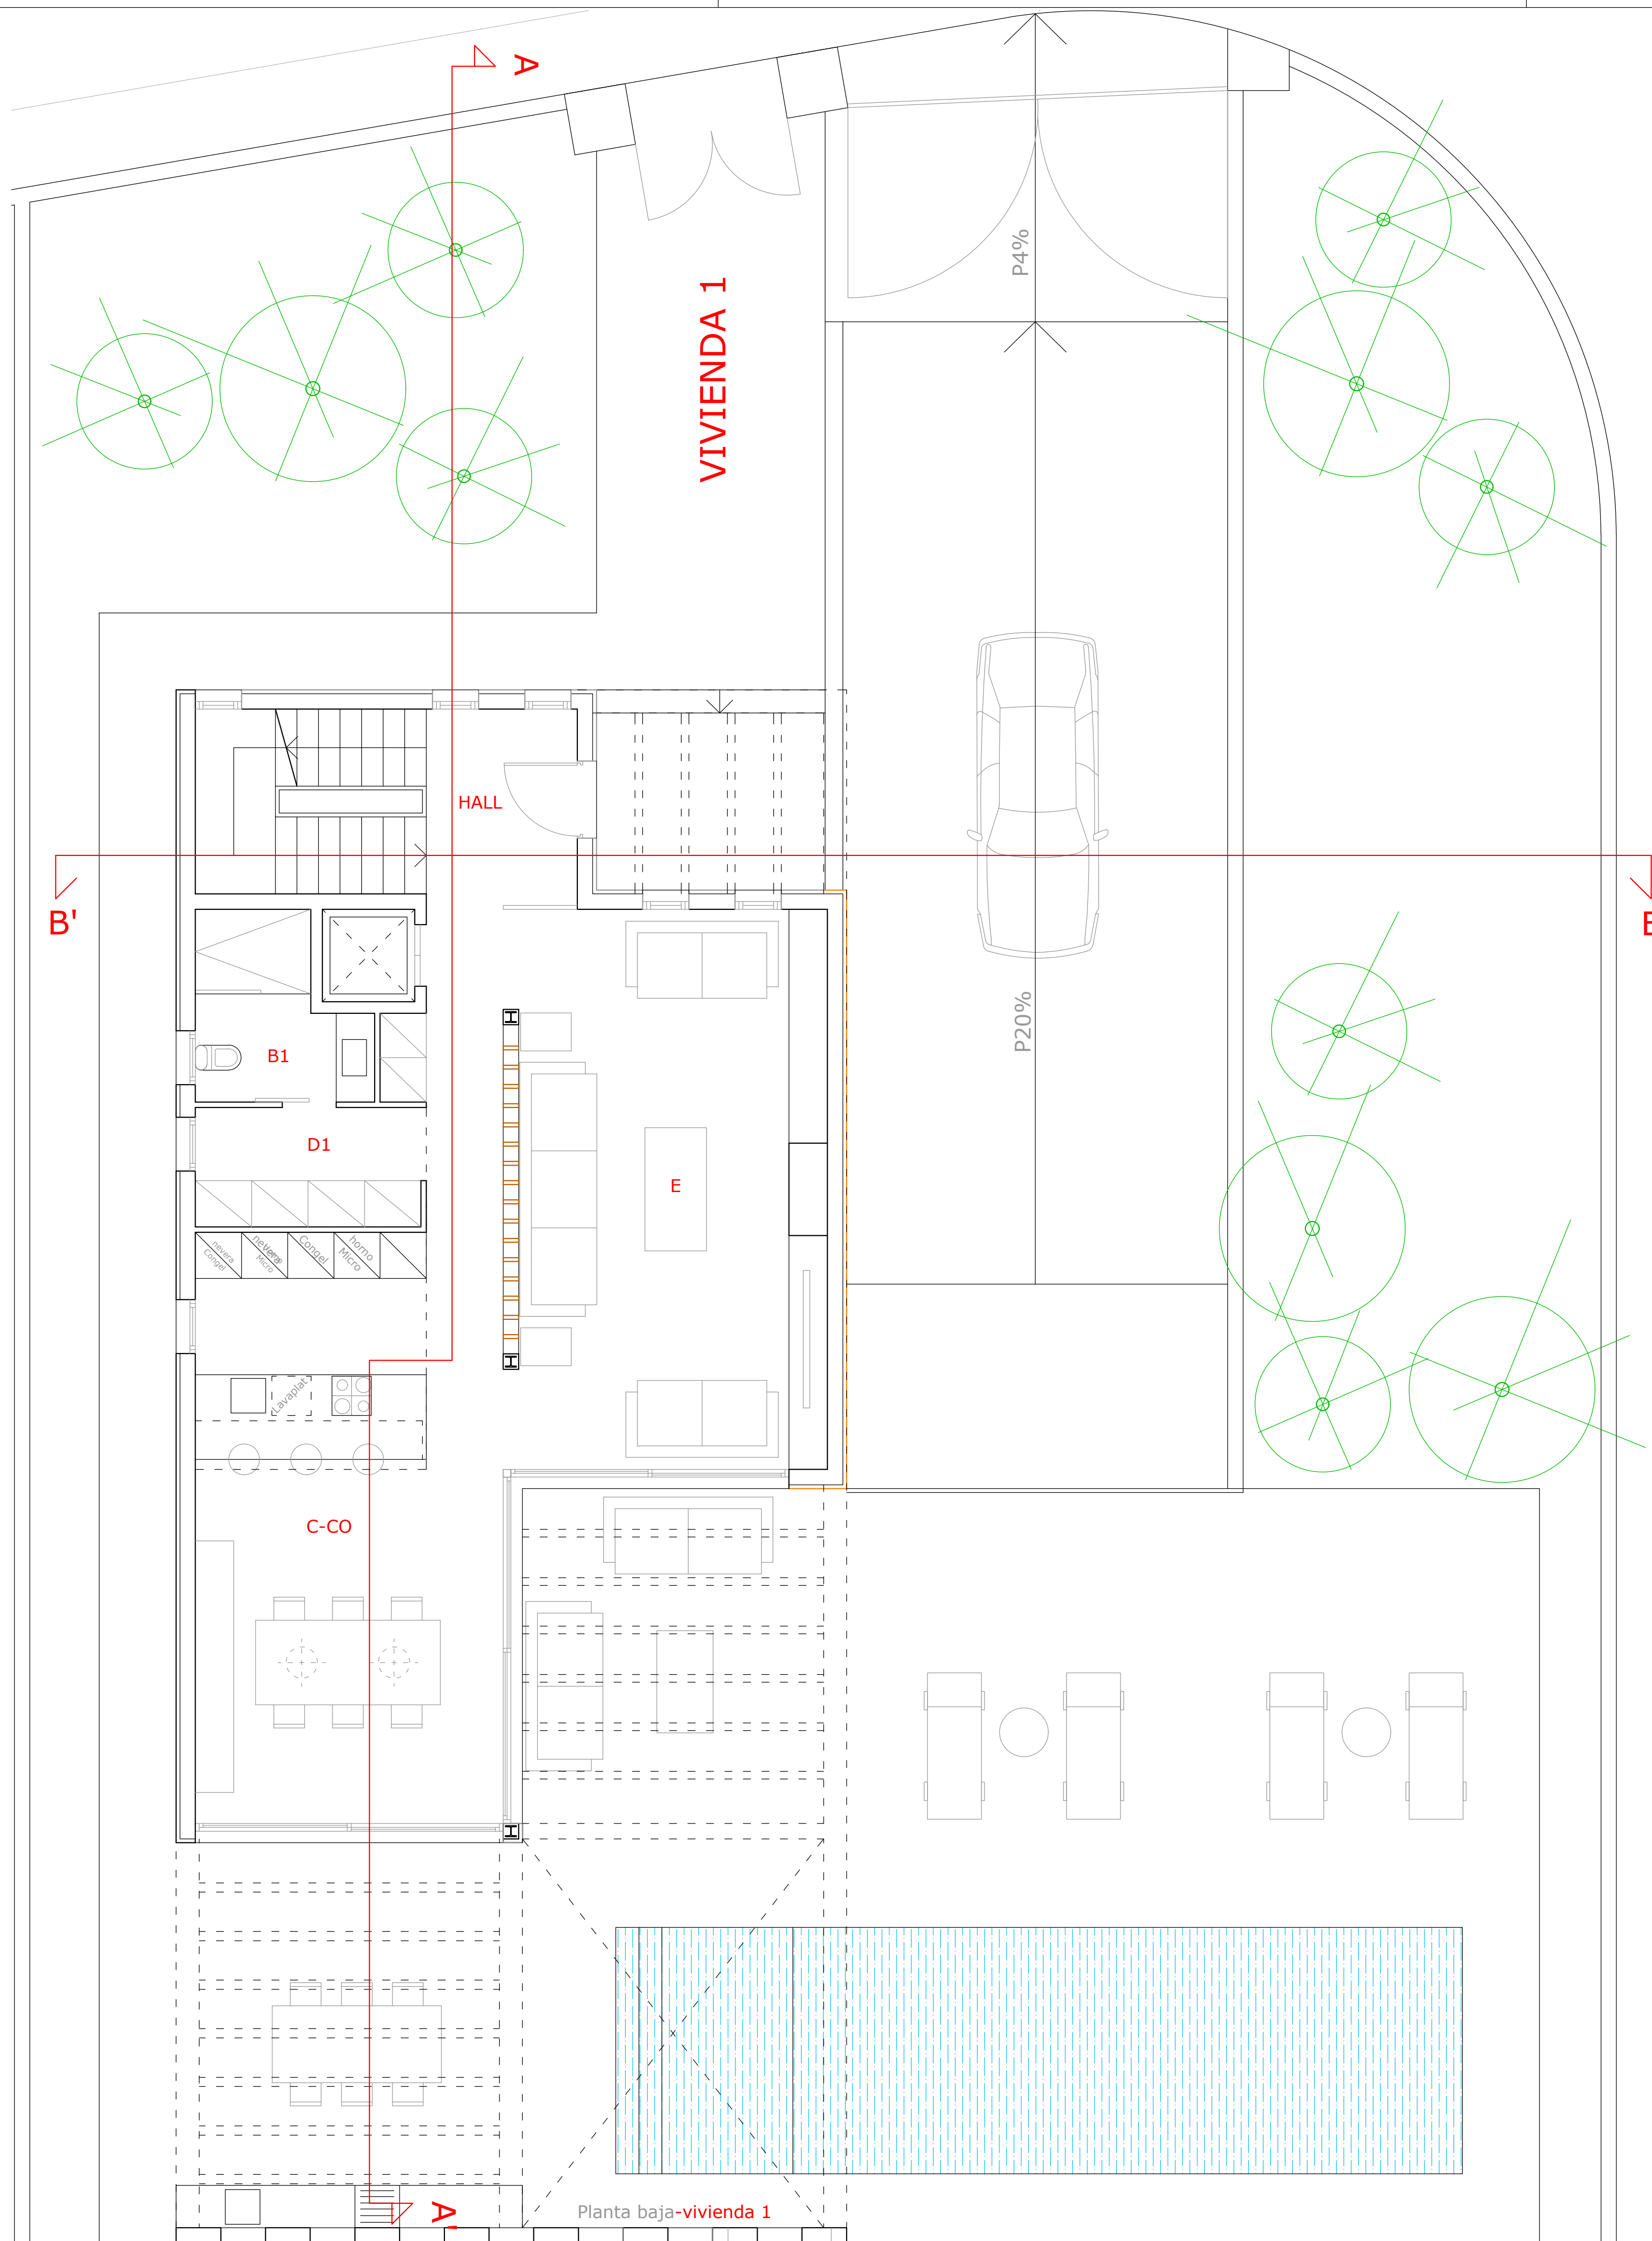 A
P4%
VIVIENDA 1
HALL
B'
P20%
B1
D1
E
nevera
Congel
nevera
Horno
Micro
Congel
horno
Micro
Lavaplat
C-CO
A'
Planta baja-vivienda 1